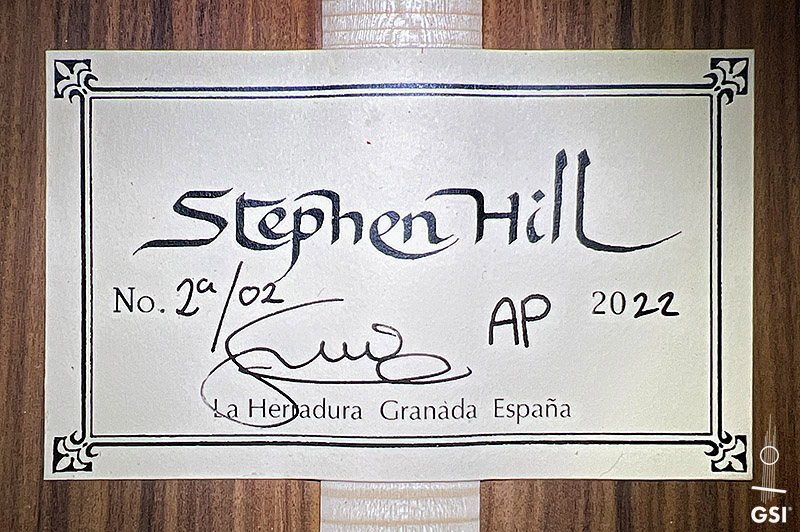 Stephen Hill
No. 2a/02 AP 2022
La Herradura Granada España
GSI